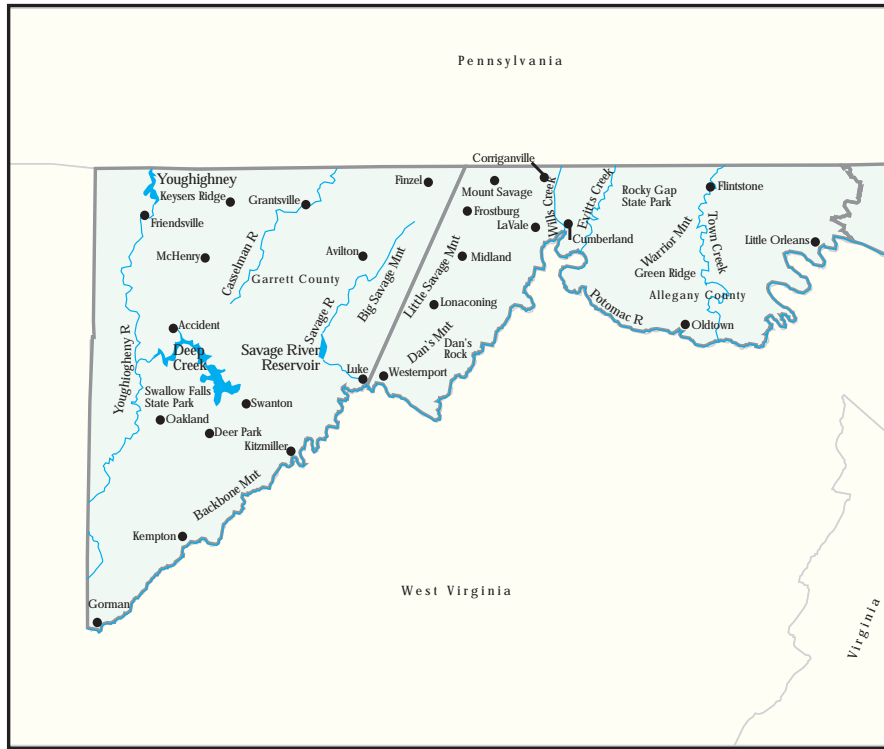 Pennsylvania
Corriganville
Youghighney
Keysers Ridge
Grantsville
Finzel
Mount Savage
Frostburg
LaVale
Wills Creek
Evitts Creek
Rocky Gap
State Park
Flintstone
Friendsville
Cumberland
Little Orleans
McHenry
Casselman R
Avilton
Garrett County
Big Savage Mnt
Little Savage Mnt
Midland
Warrior Mnt
Town Creek
Green Ridge
Allegany County
Savage R
Lonaconing
Potomac R
Oldtown
Accident
Youghiogheny R
Deep
Creek
Savage River
Reservoir
Dan's Mnt
Dan's
Rock
Luke
Westernport
Swallow Falls
State Park
Swanton
Oakland
Deer Park
Kitzmiller
Backbone Mnt
Kempton
Gorman
West Virginia
Virginia